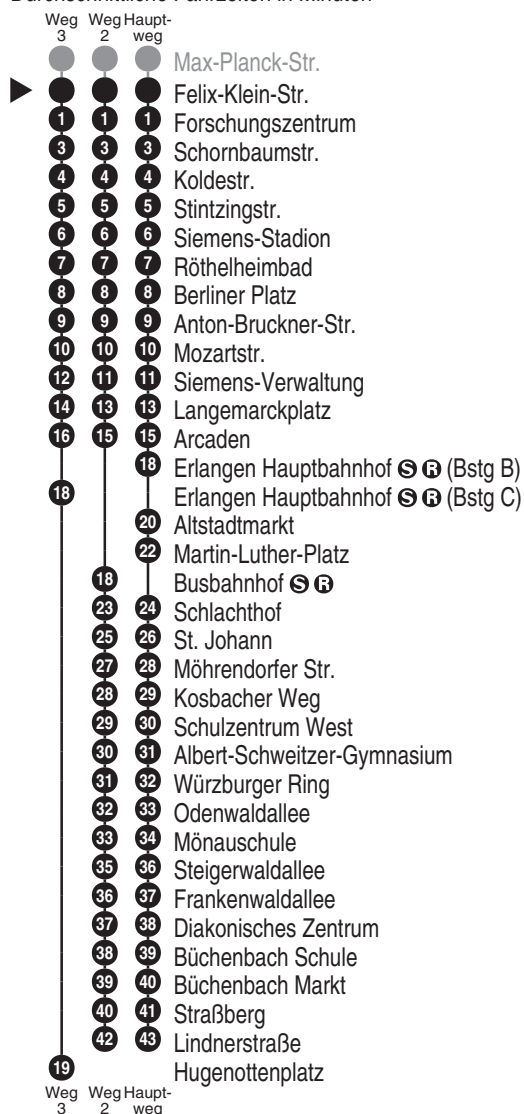 Durchschnittliche Fahrzeiten in Minuten
Weg 3 Weg 2 Haupt-weg
Max-Planck-Str.
Felix-Klein-Str.
1 1 1 Forschungszentrum
3 3 3 Schornbaumstr.
4 4 4 Koldestr.
5 5 5 Stintzingstr.
6 6 6 Siemens-Stadion
7 7 7 Röthelheimbad
8 8 8 Berliner Platz
9 9 9 Anton-Bruckner-Str.
10 10 10 Mozartstr.
12 11 11 Siemens-Verwaltung
14 13 13 Langemarckplatz
16 15 15 Arcaden
18 Erlangen Hauptbahnhof S R (Bstg B)
18 Erlangen Hauptbahnhof S R (Bstg C)
20 Altstadtmarkt
22 Martin-Luther-Platz
18 Busbahnhof S R
23 24 Schlachthof
25 26 St. Johann
27 28 Möhrendorfer Str.
28 29 Kosbacher Weg
29 30 Schulzentrum West
30 31 Albert-Schweitzer-Gymnasium
31 32 Würzburger Ring
32 33 Odenwaldallee
33 34 Mönauschule
35 36 Steigerwaldallee
36 37 Frankenwaldallee
37 38 Diakonisches Zentrum
38 39 Büchenbach Schule
39 40 Büchenbach Markt
40 41 Straßberg
42 43 Lindnerstraße
19 Hugenottenplatz
Weg 3 Weg 2 Haupt-weg